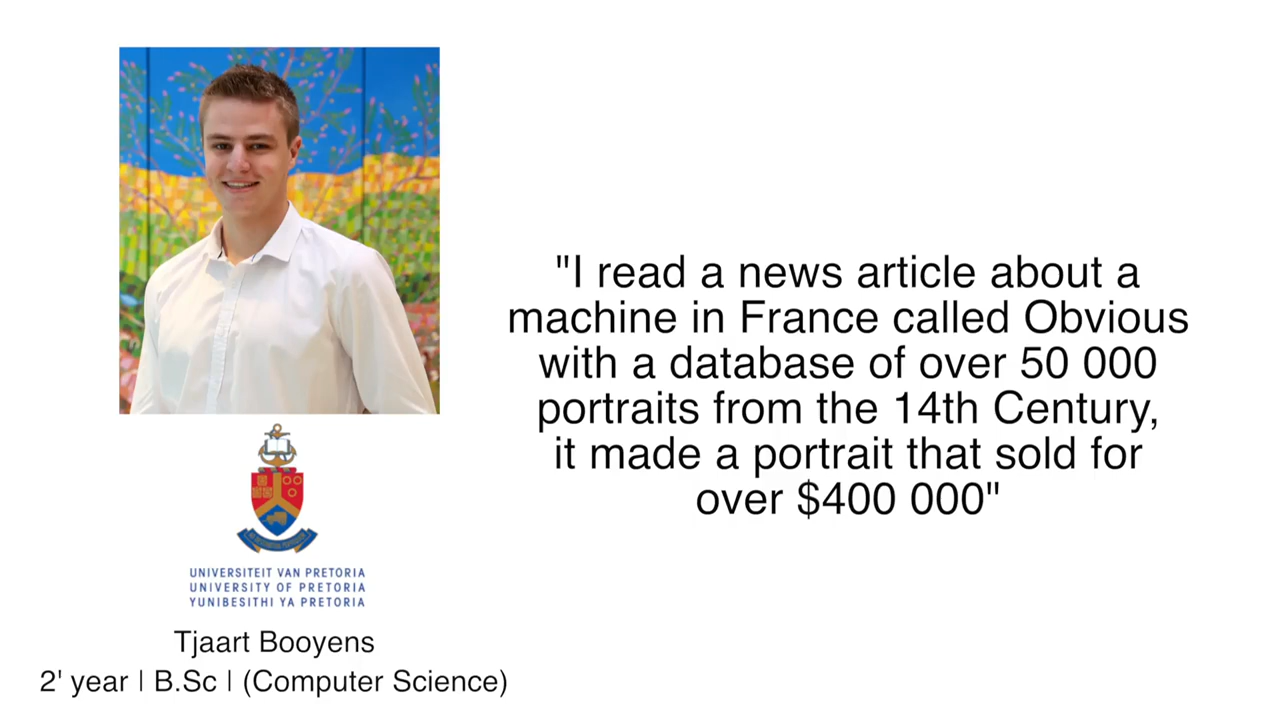 "I read a news article about a
machine in France called Obvious
with a database of over 50 000
portraits from the 14th Century,
it made a portrait that sold for
over $400 000"
UNIVERSITEIT VAN PRETORIA
UNIVERSITY OF PRETORIA
YUNIBESITHI YA PRETORIA
Tjaart Booyens
2' year | B.Sc | (Computer Science)